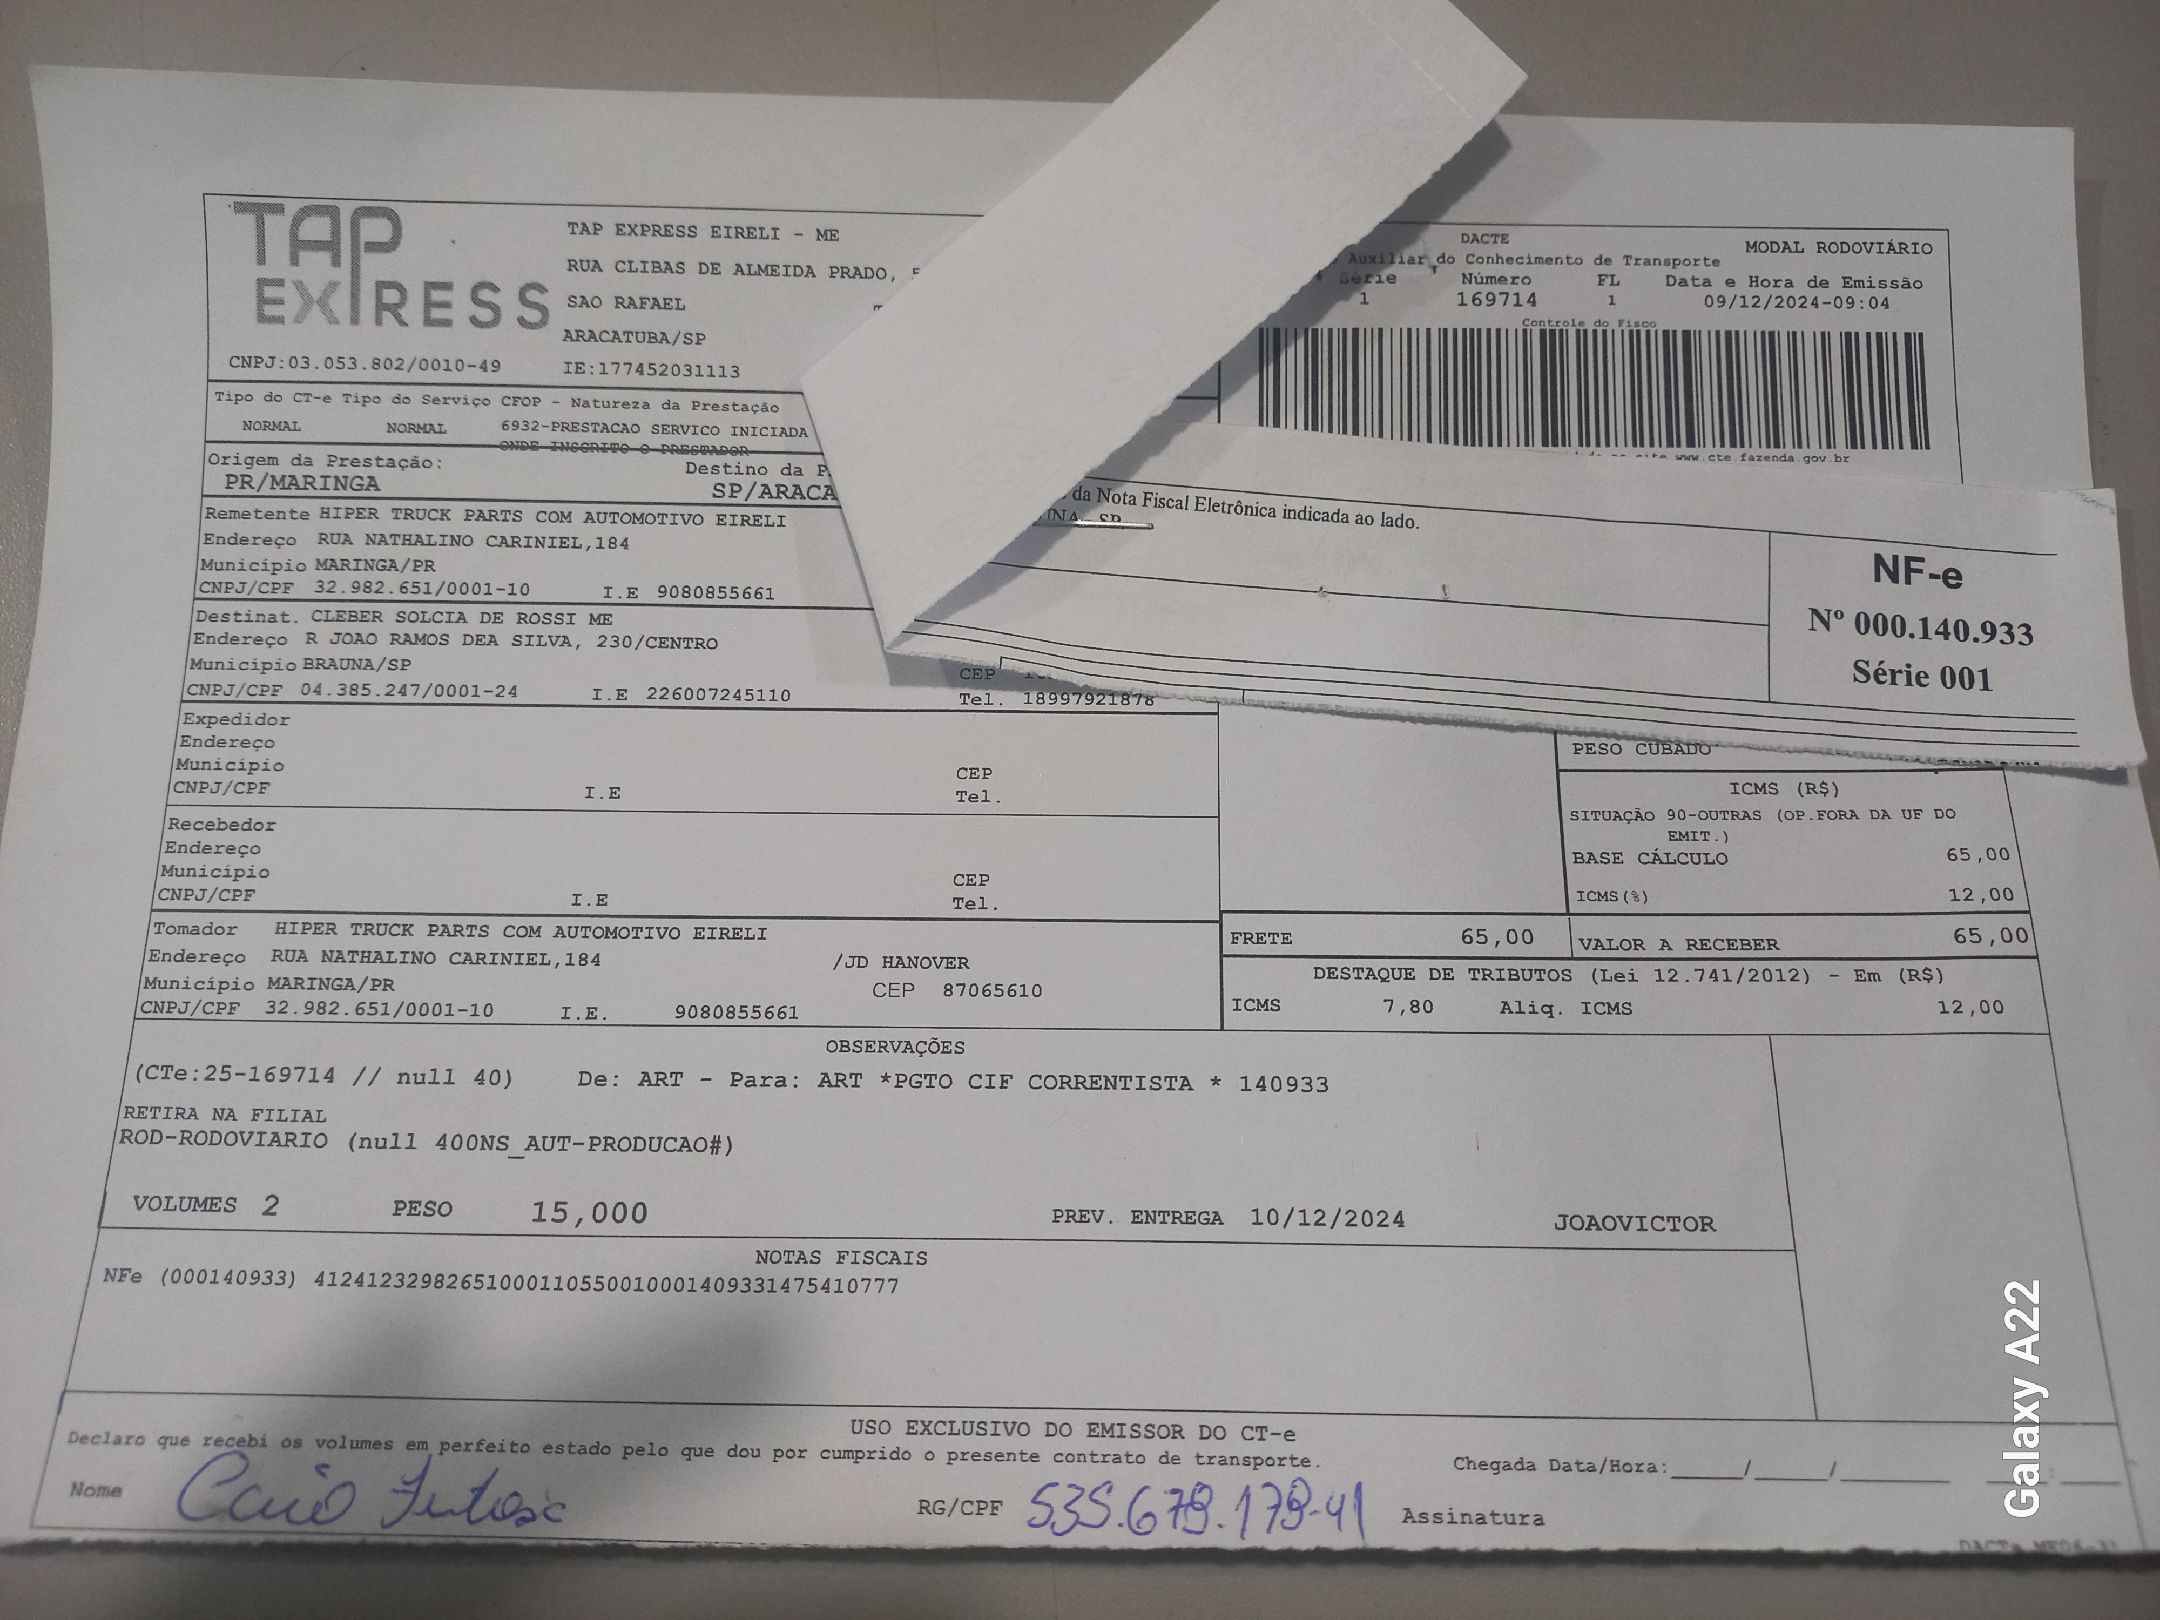 TAP
EXPRESS
TAP EXPRESS EIRELI - ME
RUA CLIBAS DE ALMEIDA PRADO,
SAO RAFAEL
ARACATUBA/SP
CNPJ:03.053.802/0010-49 IE:177452031113
DACTE MODAL RODOVIÁRIO
Auxiliar do Conhecimento de Transporte
Série Número FL Data e Hora de Emissão
1 169714 1 09/12/2024-09:04
Controle do Fisco
site www.cte.fazenda.gov.br
Tipo do CT-e Tipo do Serviço CFOP - Natureza da Prestação
NORMAL NORMAL 6932-PRESTACAO SERVICO INICIADA
ONDE INSCRITO O PRESTADOR
Origem da Prestação: Destino da P
PR/MARINGA SP/ARACA
Remetente HIPER TRUCK PARTS COM AUTOMOTIVO EIRELI
Endereço RUA NATHALINO CARINIEL,184
Município MARINGA/PR
CNPJ/CPF 32.982.651/0001-10 I.E 9080855661
da Nota Fiscal Eletrônica indicada ao lado.
NF-e
Nº 000.140.933
Série 001
Destinat. CLEBER SOLCIA DE ROSSI ME
Endereço R JOAO RAMOS DEA SILVA, 230/CENTRO
Município BRAUNA/SP CEP
CNPJ/CPF 04.385.247/0001-24 I.E 226007245110 Tel. 18997921878
Expedidor
Endereço
Município CEP
CNPJ/CPF I.E Tel.
PESO CUBADO
ICMS (R$)
SITUAÇÃO 90-OUTRAS (OP.FORA DA UF DO
EMIT.)
BASE CÁLCULO 65,00
ICMS(%) 12,00
Recebedor
Endereço
Município CEP
CNPJ/CPF I.E Tel.
Tomador HIPER TRUCK PARTS COM AUTOMOTIVO EIRELI
Endereço RUA NATHALINO CARINIEL,184 /JD HANOVER
Município MARINGA/PR CEP 87065610
CNPJ/CPF 32.982.651/0001-10 I.E. 9080855661
FRETE 65,00 VALOR A RECEBER 65,00
DESTAQUE DE TRIBUTOS (Lei 12.741/2012) - Em (R$)
ICMS 7,80 Aliq. ICMS 12,00
OBSERVAÇÕES
(CTe:25-169714 // null 40) De: ART - Para: ART *PGTO CIF CORRENTISTA * 140933
RETIRA NA FILIAL
ROD-RODOVIARIO (null 400NS_AUT-PRODUCAO#)
VOLUMES 2 PESO 15,000 PREV. ENTREGA 10/12/2024 JOAOVICTOR
NOTAS FISCAIS
NFe (000140933) 41241232982651000110550010001409331475410777
USO EXCLUSIVO DO EMISSOR DO CT-e
Declaro que recebi os volumes em perfeito estado pelo que dou por cumprido o presente contrato de transporte. Chegada Data/Hora:_____/_____/_______
Nome Caio RG/CPF 535.679.179-41 Assinatura
Galaxy A22